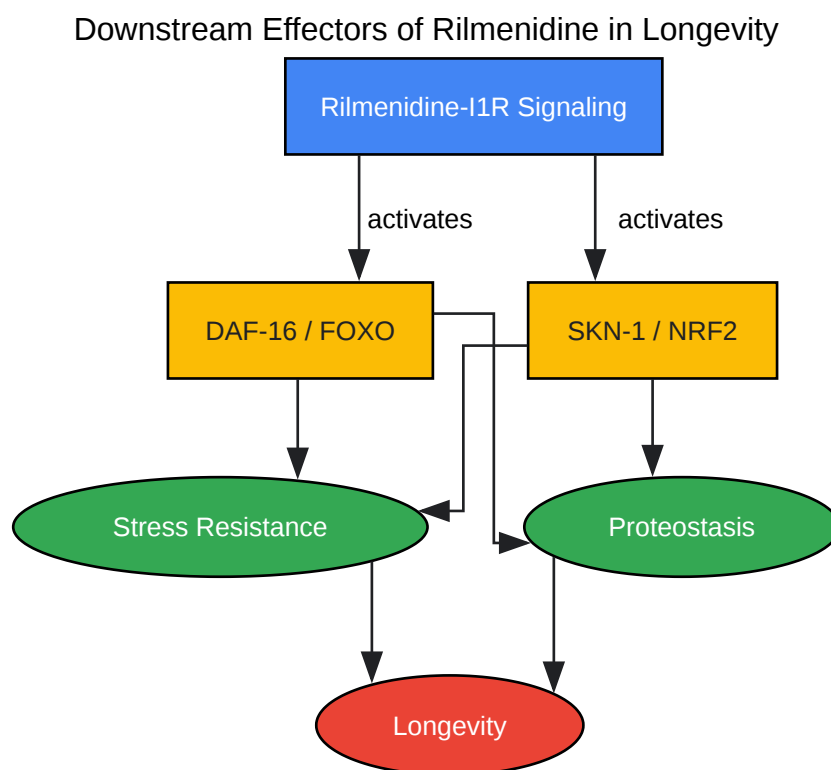 Downstream Effectors of Rilmenidine in Longevity
Rilmenidine-I1R Signaling
activates
activates
DAF-16 / FOXO
SKN-1 / NRF2
Stress Resistance
Proteostasis
Longevity